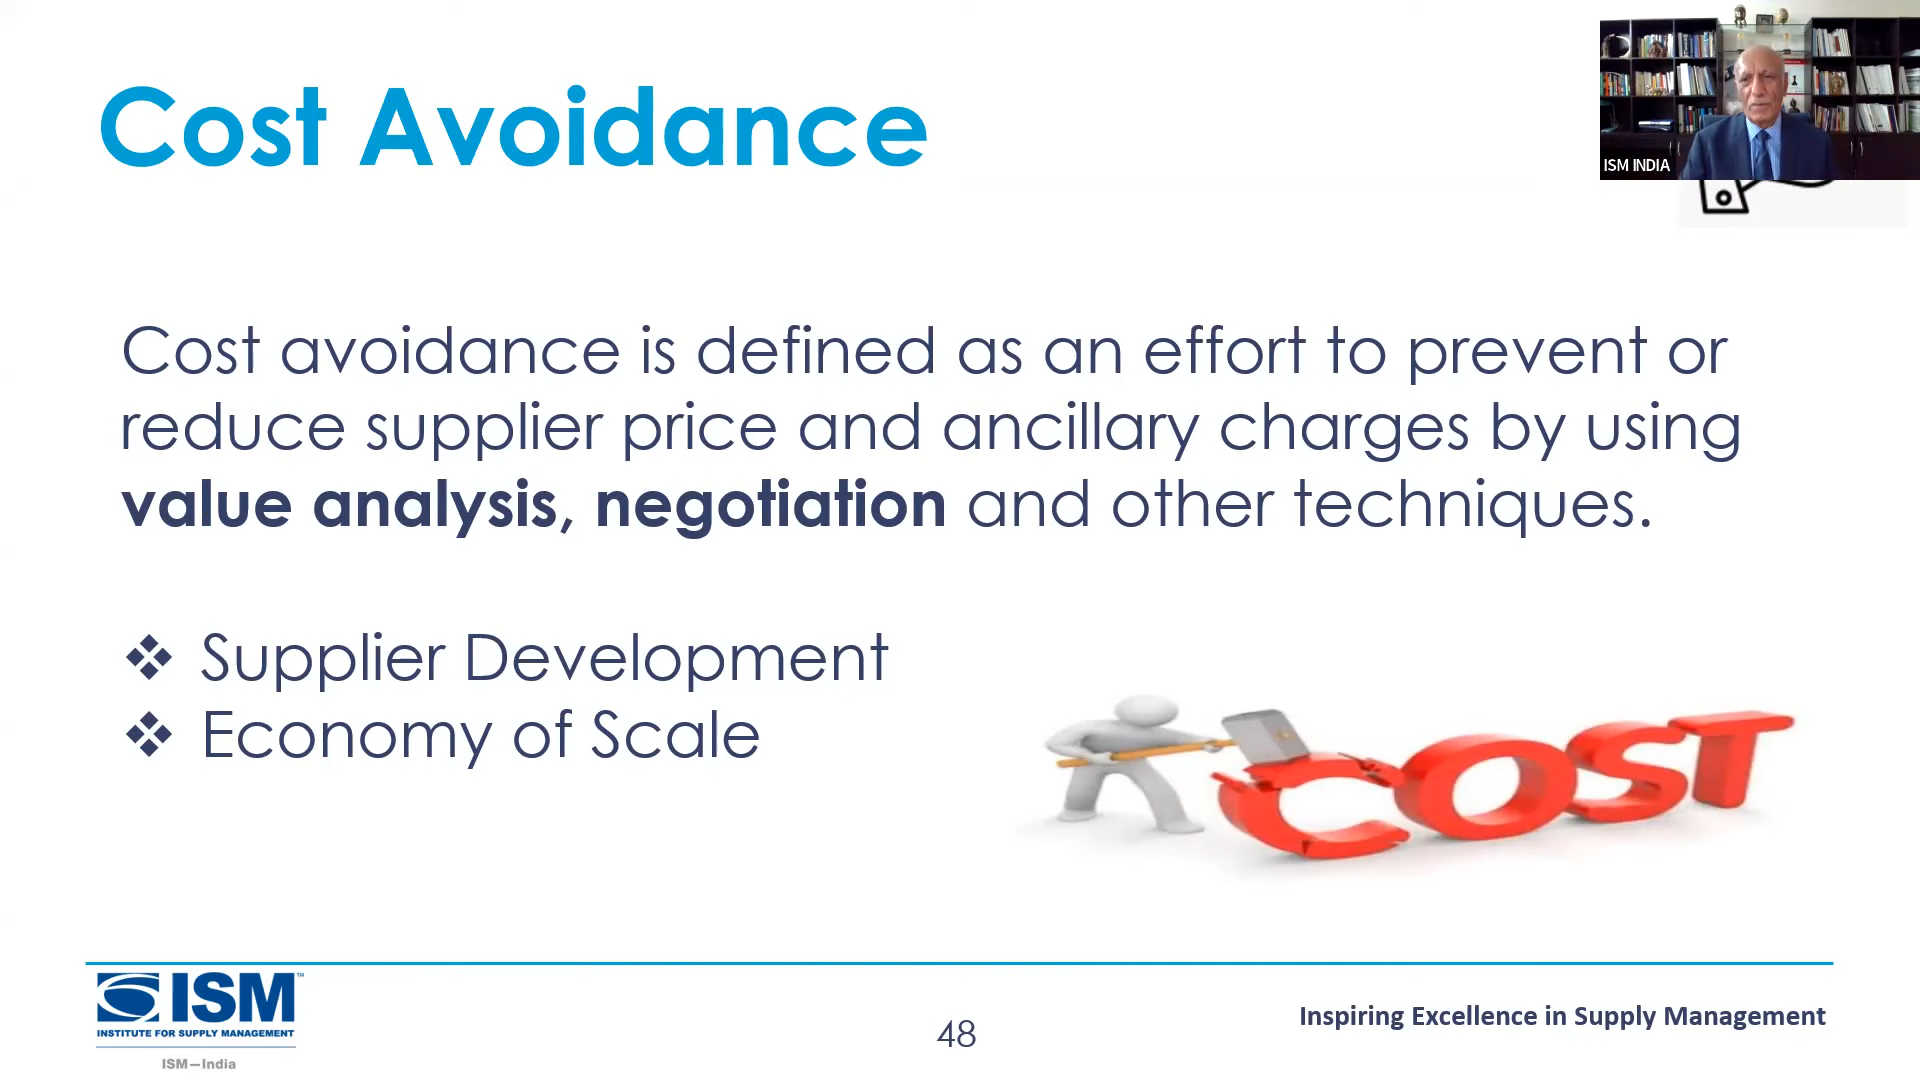 Cost Avoidance
ISM INDIA
Cost avoidance is defined as an effort to prevent or
reduce supplier price and ancillary charges by using
value analysis, negotiation and other techniques.
❖ Supplier Development
❖ Economy of Scale
COST
ISM™
INSTITUTE FOR SUPPLY MANAGEMENT
ISM—India
48
Inspiring Excellence in Supply Management